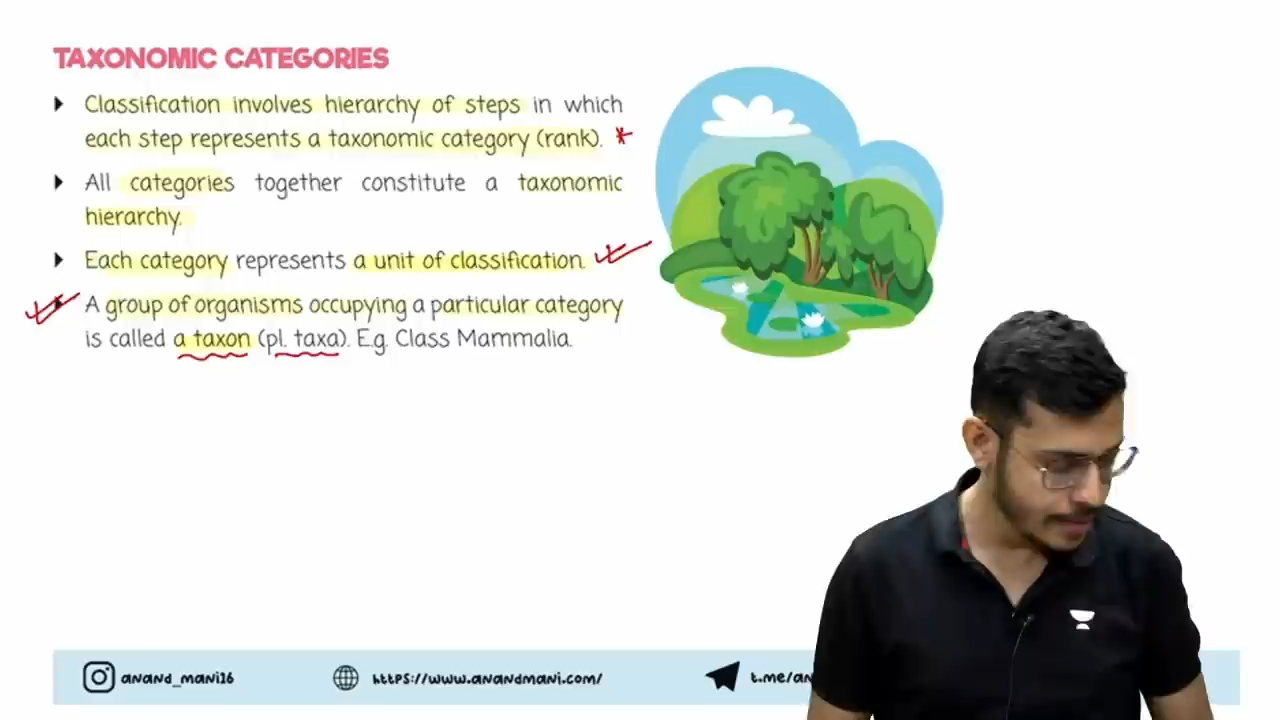 TAXONOMIC CATEGORIES
Classification involves hierarchy of steps in which
each step represents a taxonomic category (rank). *
All categories together constitute a taxonomic
hierarchy.
Each category represents a unit of classification.
A group of organisms occupying a particular category
is called a taxon (pl. taxa). E.g. Class Mammalia.
anand_mani26 https://www.anandmani.com/ t.me/an